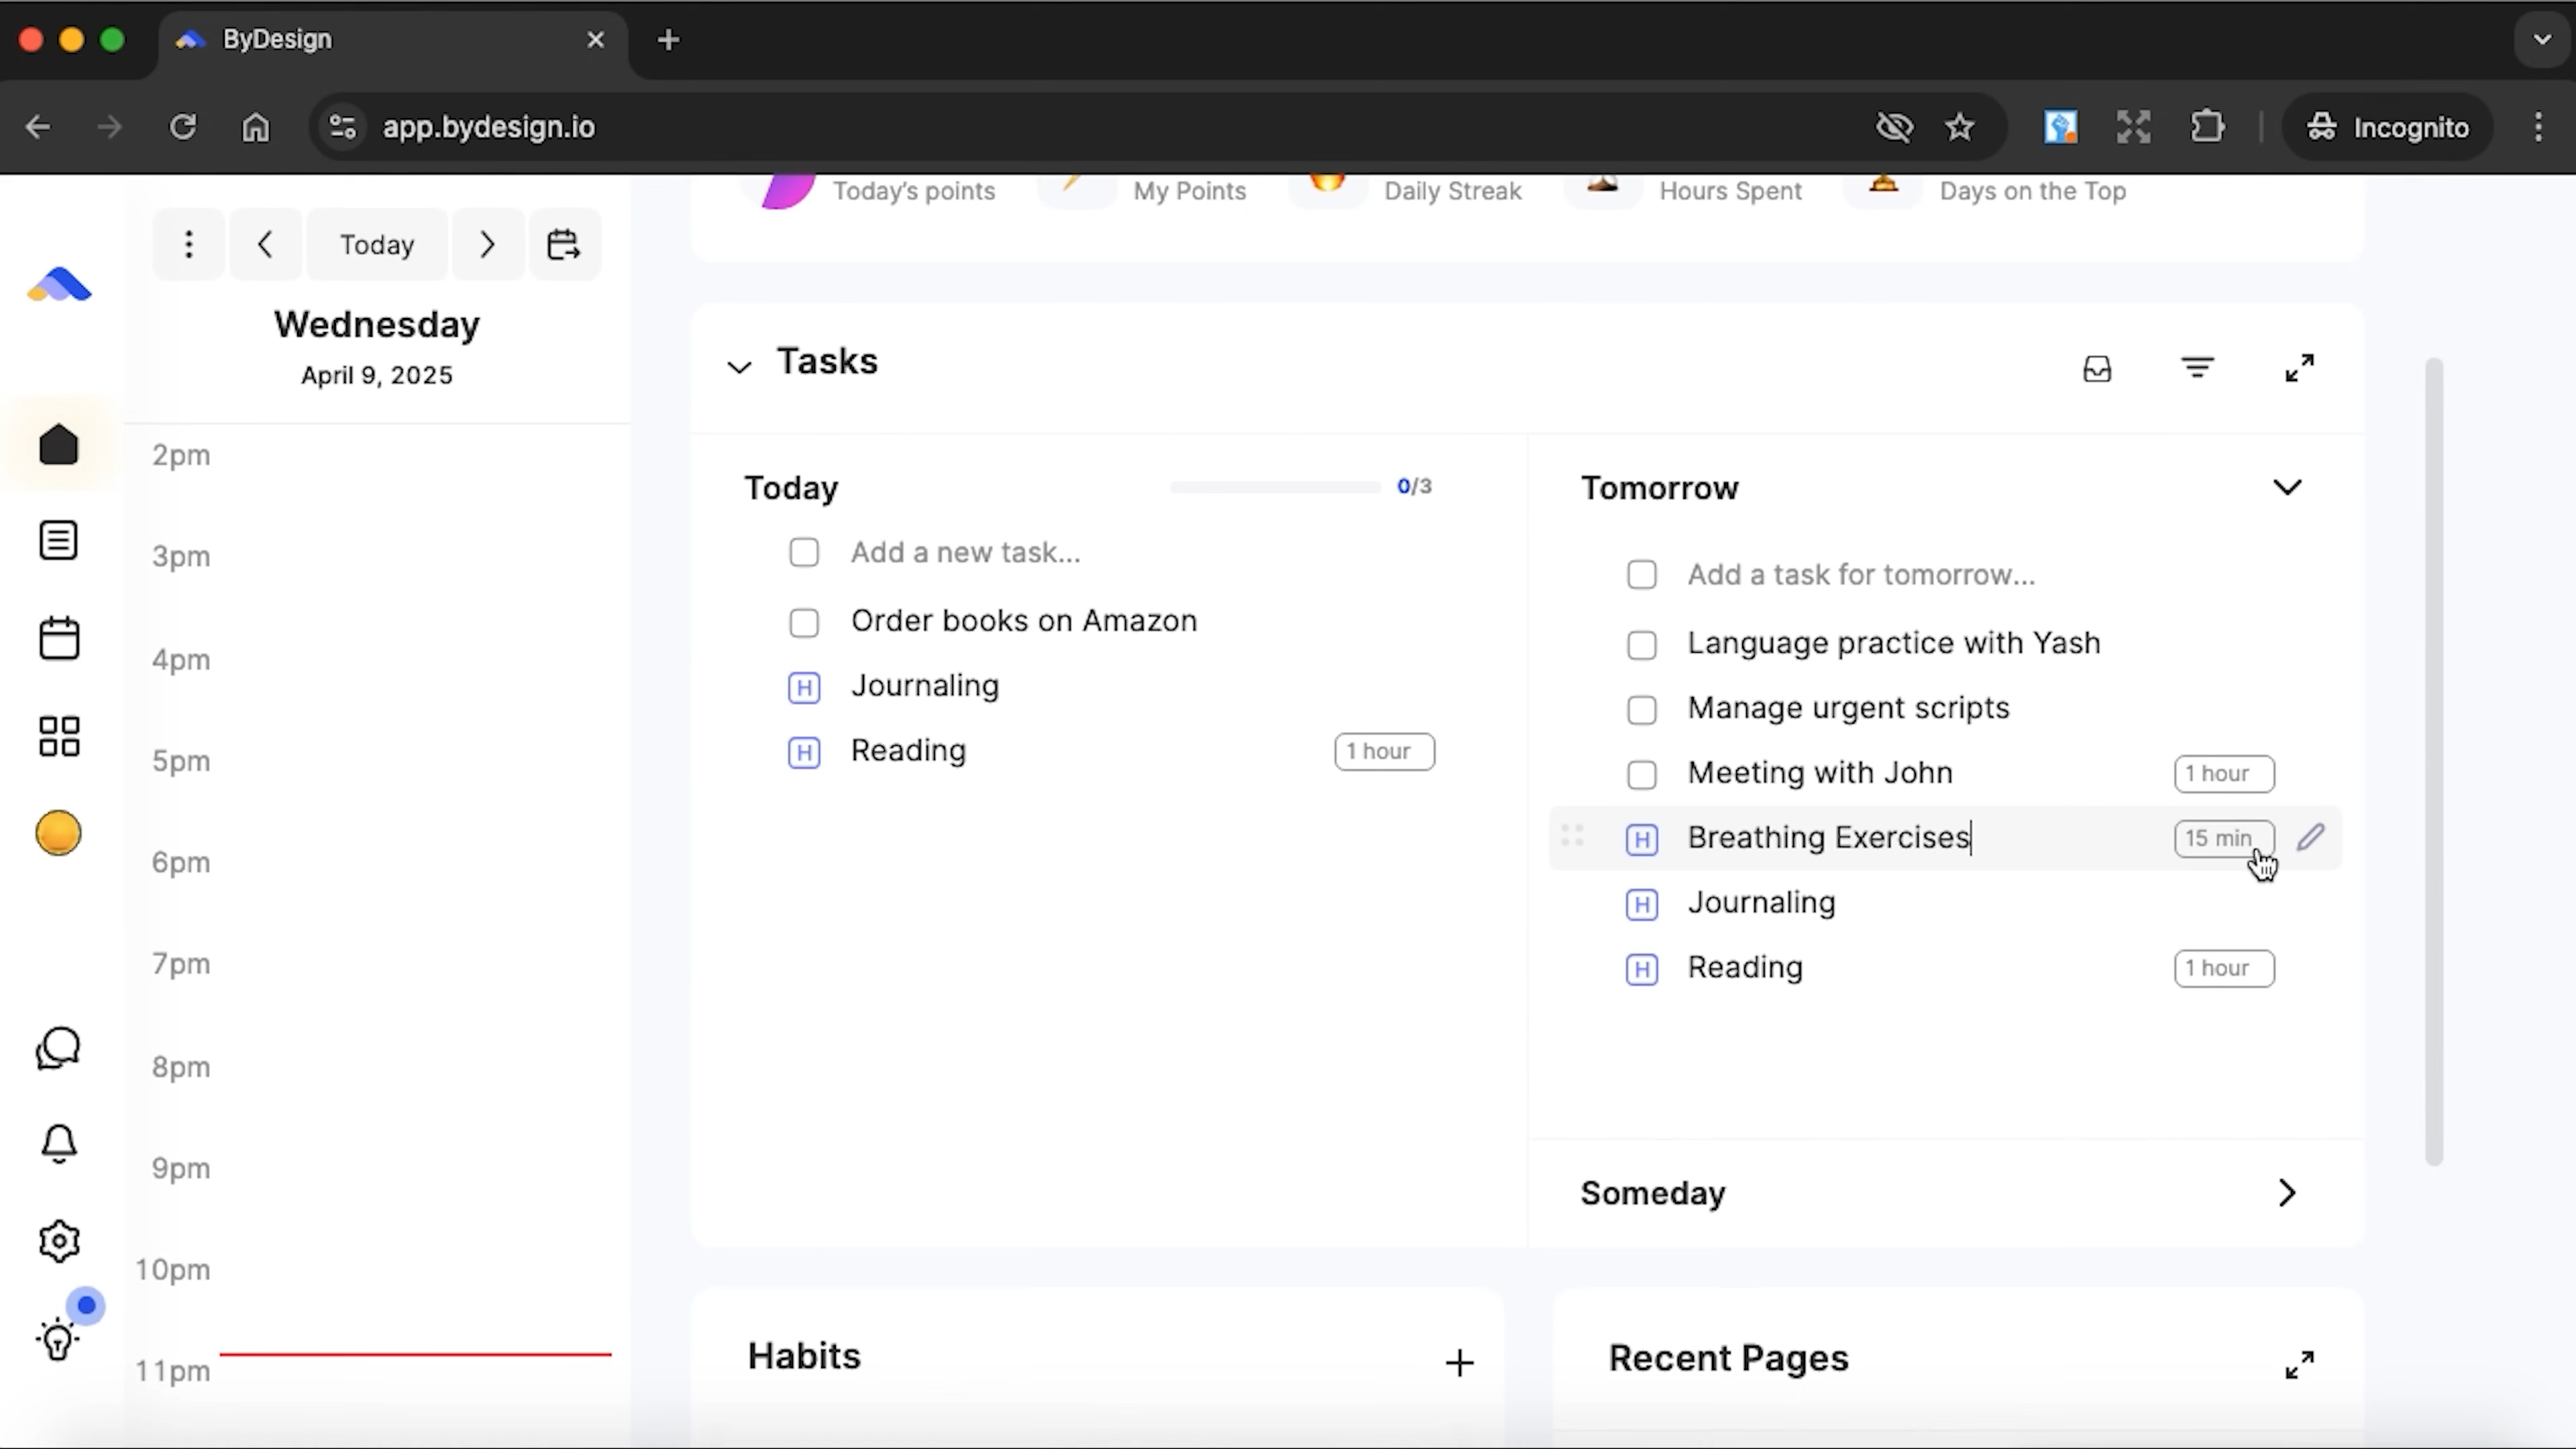 ByDesign
app.bydesign.io
Incognito
Today's points
My Points
Daily Streak
Hours Spent
Days on the Top
Today
Wednesday
April 9, 2025
2pm
3pm
4pm
5pm
6pm
7pm
8pm
9pm
10pm
11pm
Tasks
Today
0/3
Add a new task...
Order books on Amazon
H Journaling
H Reading 1 hour
Tomorrow
Add a task for tomorrow...
Language practice with Yash
Manage urgent scripts
Meeting with John 1 hour
H Breathing Exercises 15 min
H Journaling
H Reading 1 hour
Someday
Habits
Recent Pages